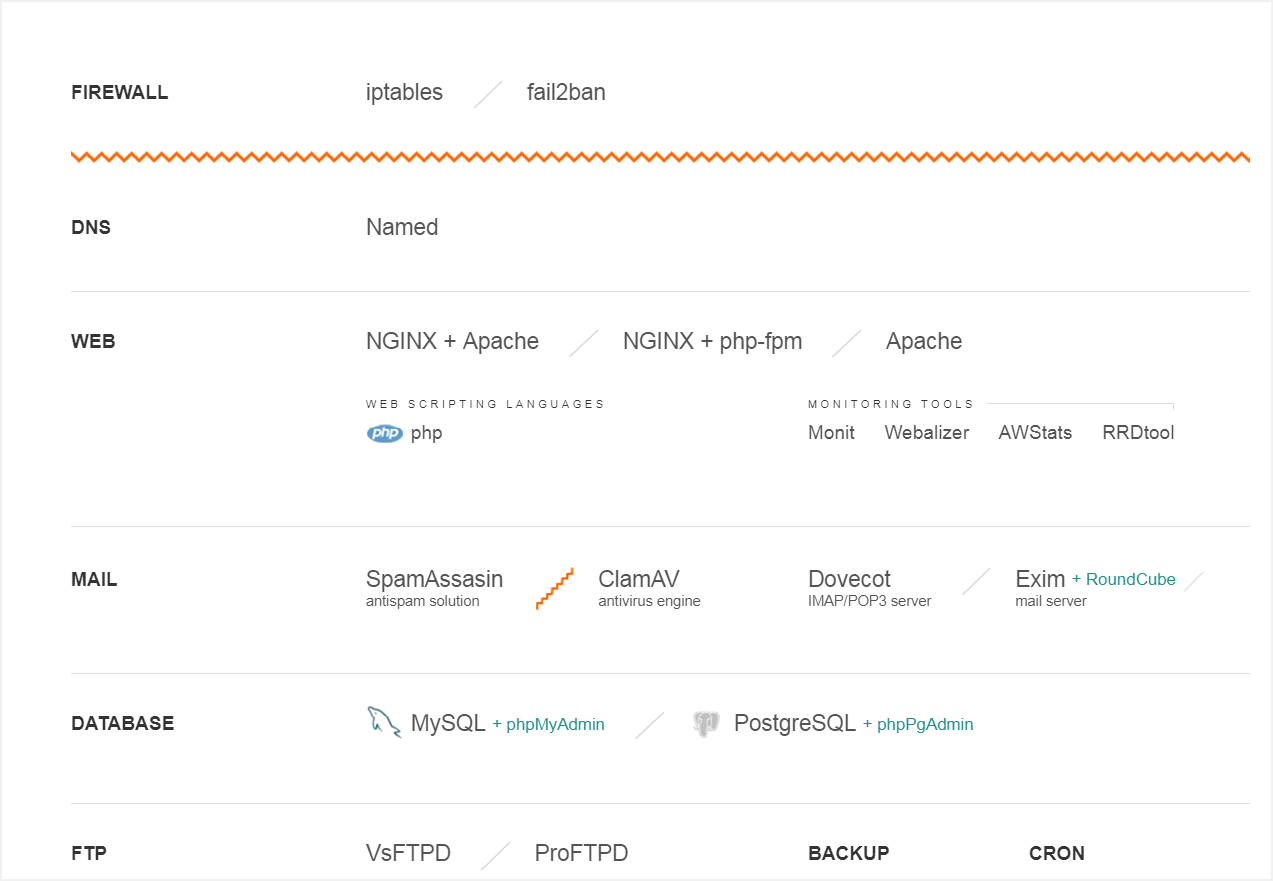 FIREWALL iptables fail2ban
DNS Named
WEB NGINX + Apache NGINX + php-fpm Apache
WEB SCRIPTING LANGUAGES MONITORING TOOLS
php php Monit Webalizer AWStats RRDtool
MAIL SpamAssasin ClamAV Dovecot Exim + RoundCube
antispam solution antivirus engine IMAP/POP3 server mail server
DATABASE MySQL + phpMyAdmin PostgreSQL + phpPgAdmin
FTP VsFTPD ProFTPD BACKUP CRON